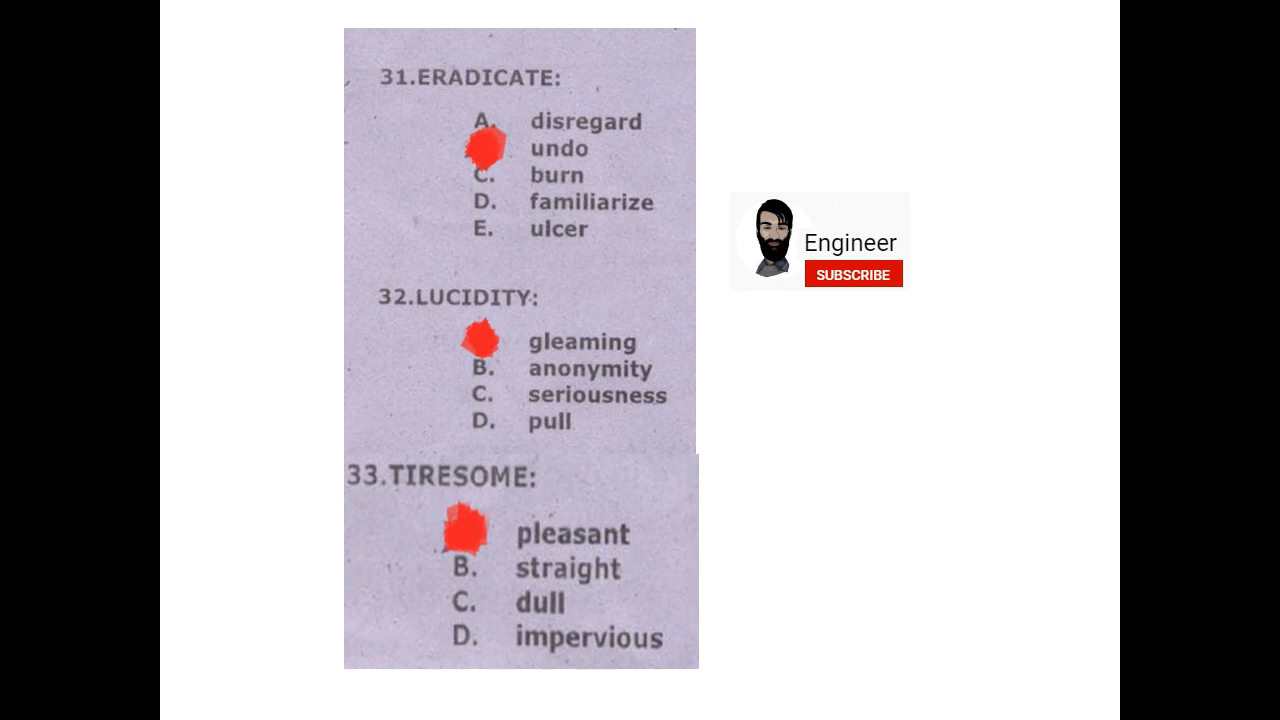 31.ERADICATE:
A. disregard
undo
C. burn
D. familiarize
E. ulcer
32.LUCIDITY:
gleaming
B. anonymity
C. seriousness
D. pull
33.TIRESOME:
pleasant
B. straight
C. dull
D. impervious
Engineer
SUBSCRIBE